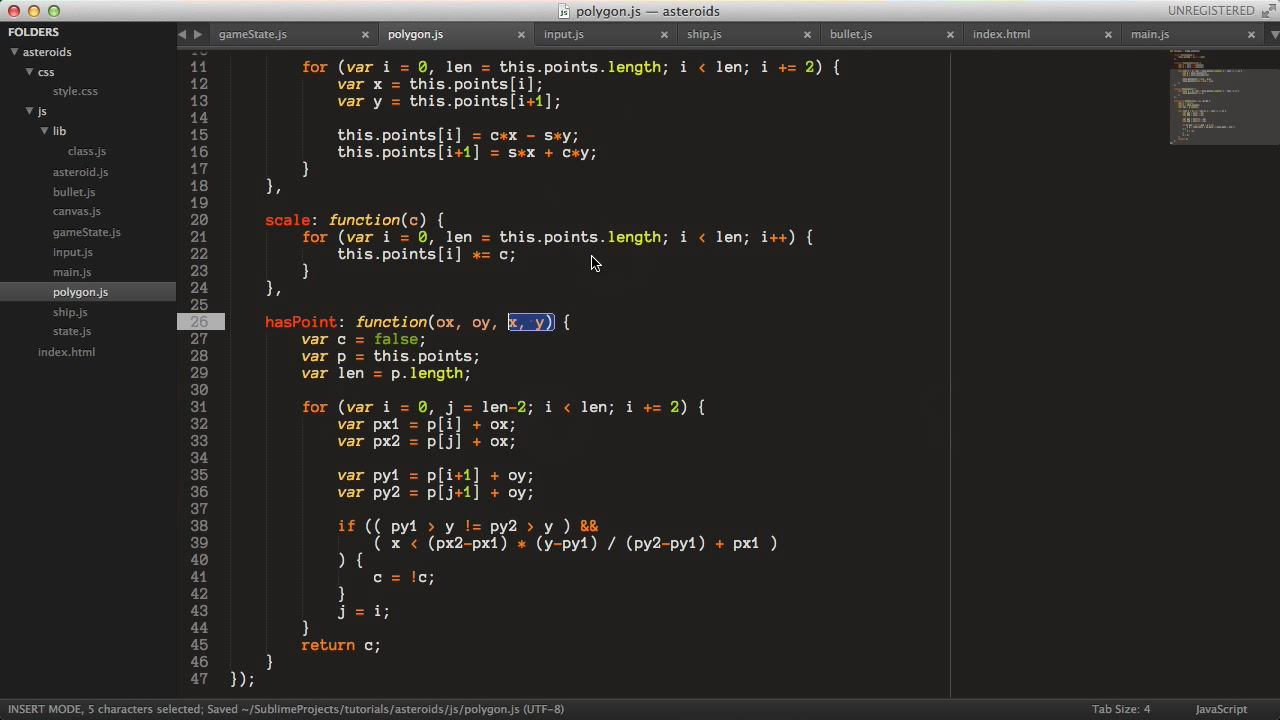 polygon.js — asteroids
UNREGISTERED
FOLDERS
asteroids
css
style.css
js
lib
class.js
asteroid.js
bullet.js
canvas.js
gameState.js
input.js
main.js
polygon.js
ship.js
state.js
index.html
gameState.js × polygon.js × input.js × ship.js × bullet.js × index.html × main.js ×
11 for (var i = 0, len = this.points.length; i < len; i += 2) {
12 var x = this.points[i];
13 var y = this.points[i+1];
14
15 this.points[i] = c*x - s*y;
16 this.points[i+1] = s*x + c*y;
17 }
18 },
19
20 scale: function(c) {
21 for (var i = 0, len = this.points.length; i < len; i++) {
22 this.points[i] *= c;
23 }
24 },
25
26 hasPoint: function(ox, oy, x, y) {
27 var c = false;
28 var p = this.points;
29 var len = p.length;
30
31 for (var i = 0, j = len-2; i < len; i += 2) {
32 var px1 = p[i] + ox;
33 var px2 = p[j] + ox;
34
35 var py1 = p[i+1] + oy;
36 var py2 = p[j+1] + oy;
37
38 if (( py1 > y != py2 > y ) &&
39 ( x < (px2-px1) * (y-py1) / (py2-py1) + px1 )
40 ) {
41 c = !c;
42 }
43 j = i;
44 }
45 return c;
46 }
47 });
INSERT MODE, 5 characters selected; Saved ~/SublimeProjects/tutorials/asteroids/js/polygon.js (UTF-8)
Tab Size: 4
JavaScript